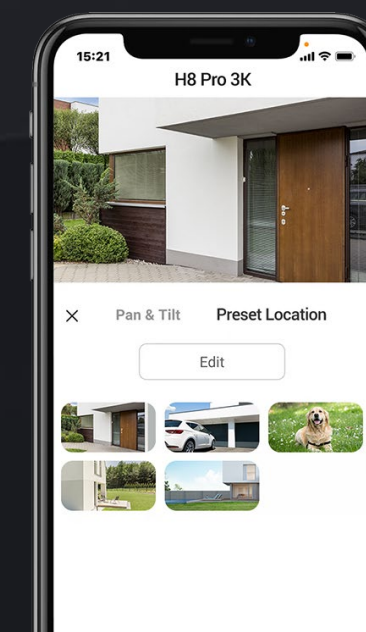 15:21
H8 Pro 3K
Pan & Tilt
Preset Location
Edit